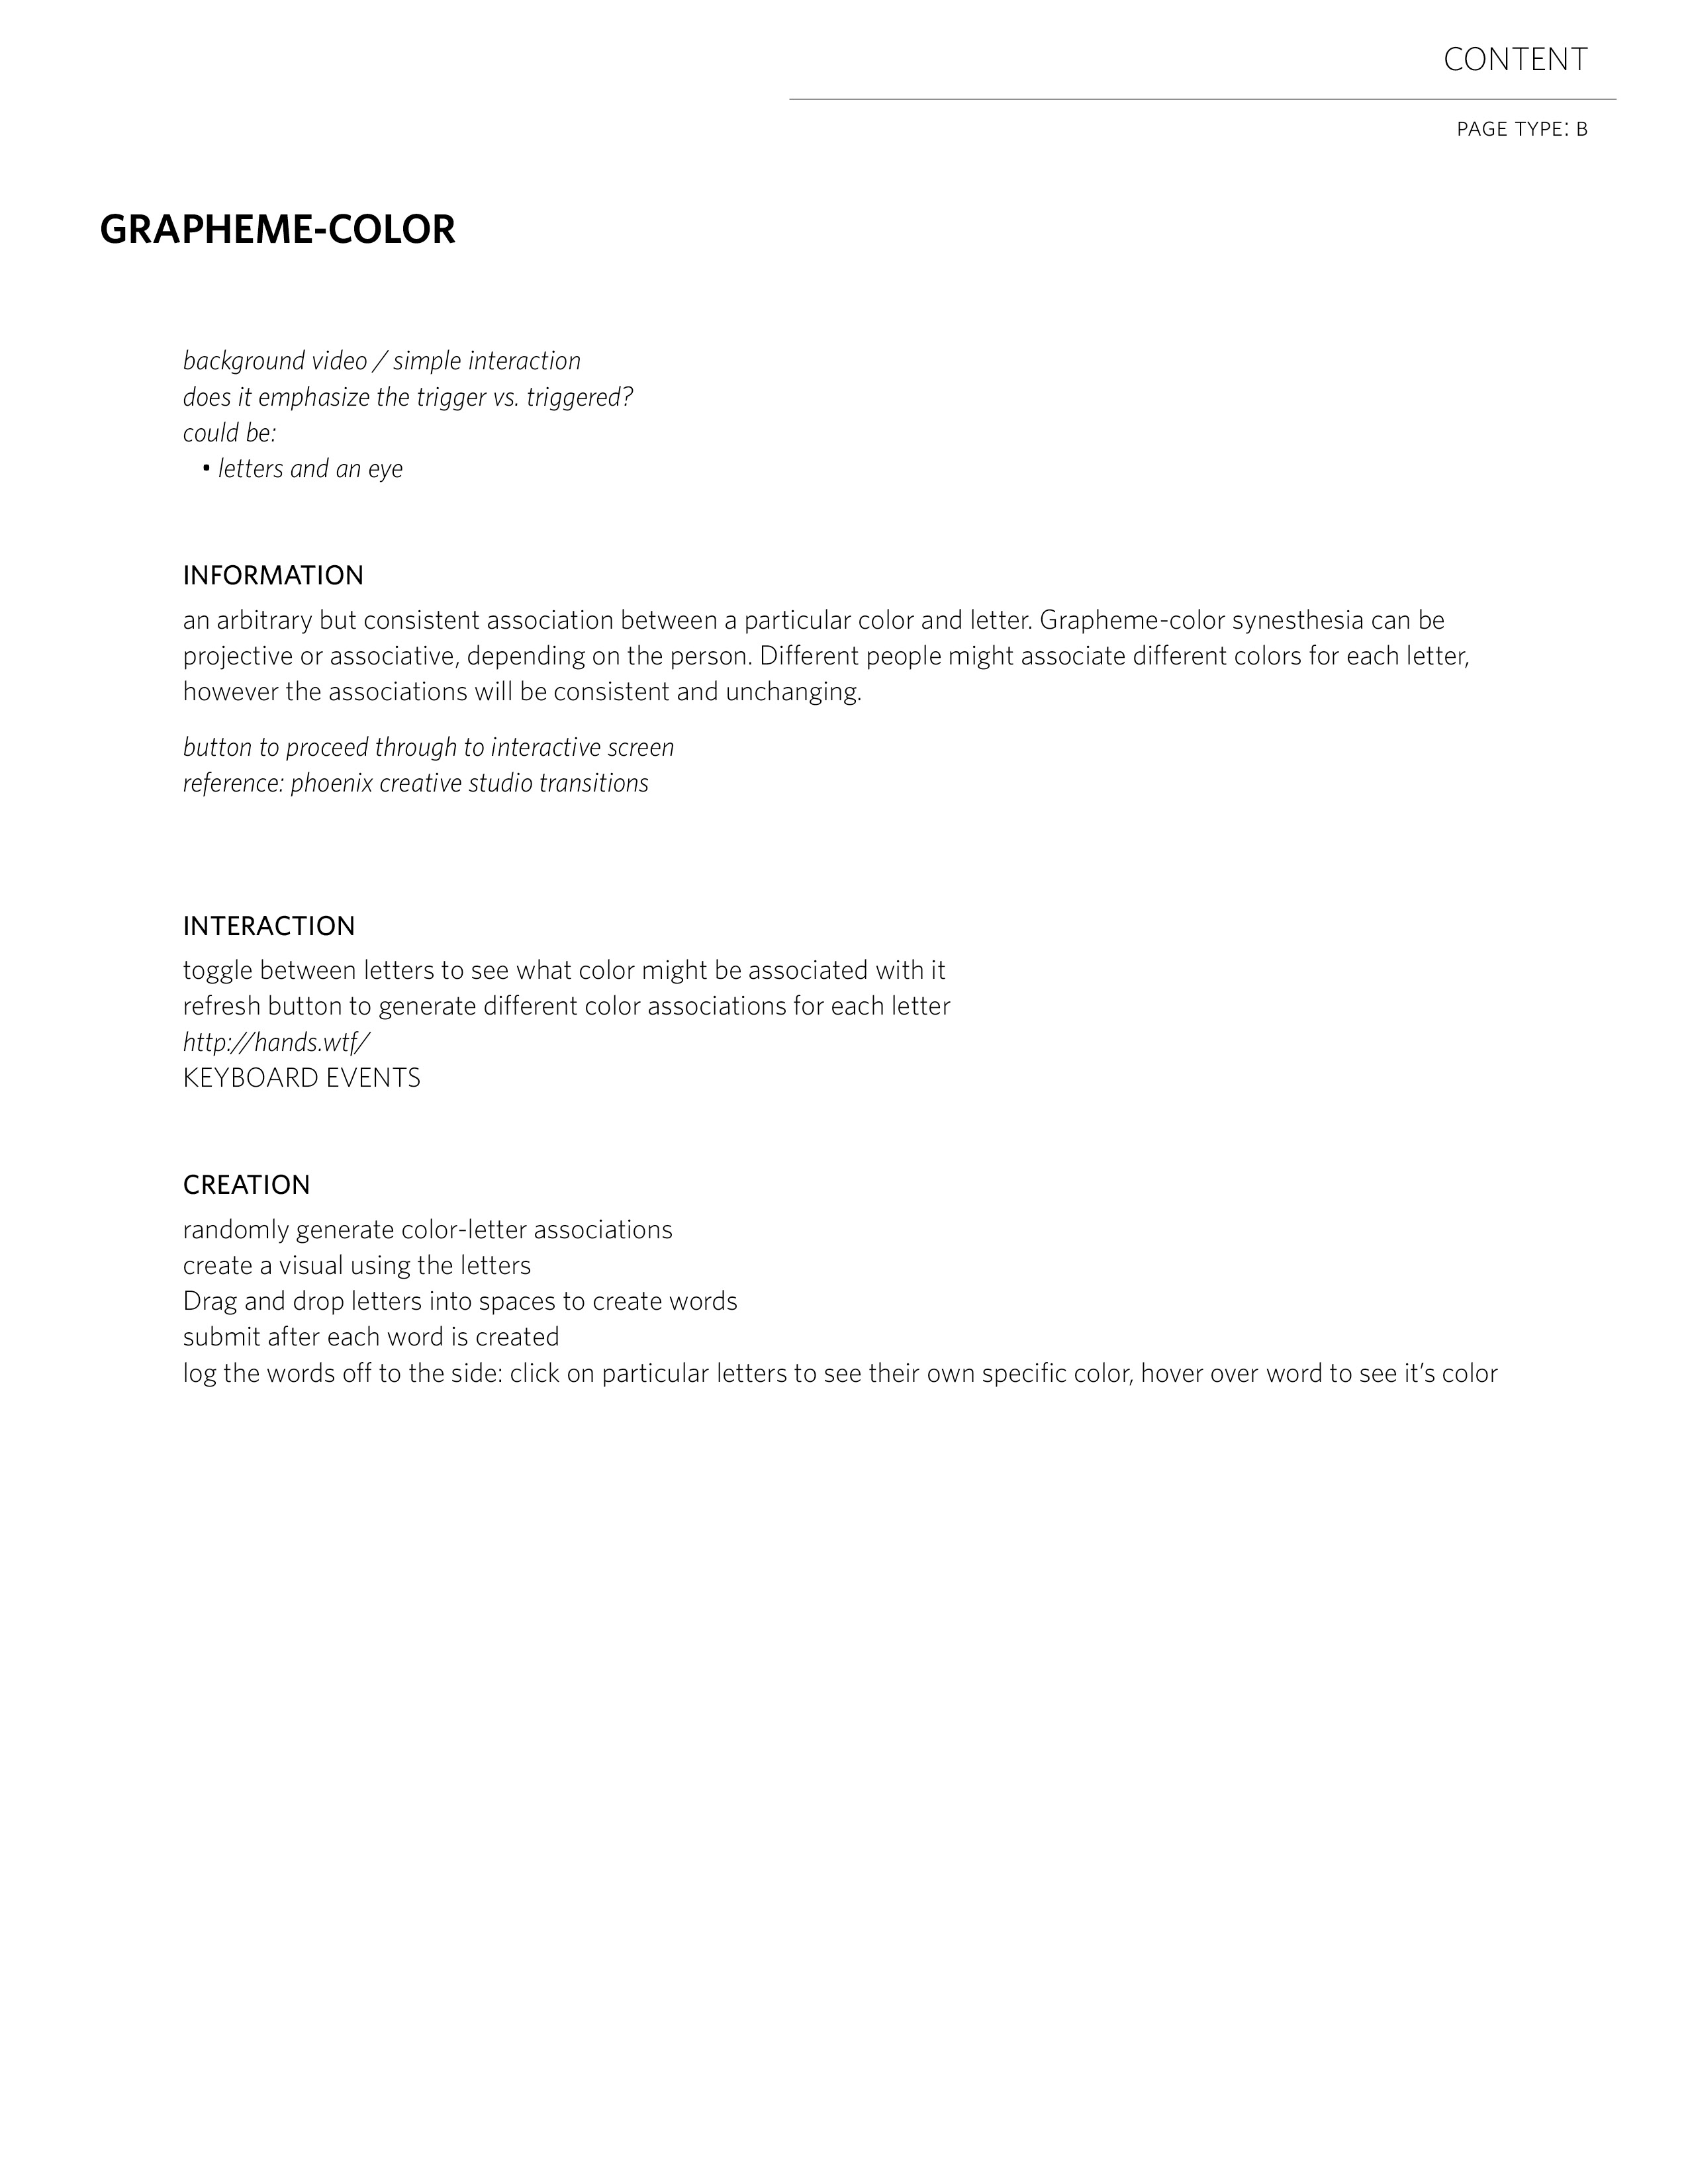 CONTENT
PAGE TYPE: B
GRAPHEME-COLOR
background video / simple interaction
does it emphasize the trigger vs. triggered?
could be:
• letters and an eye
INFORMATION
an arbitrary but consistent association between a particular color and letter. Grapheme-color synesthesia can be
projective or associative, depending on the person. Different people might associate different colors for each letter,
however the associations will be consistent and unchanging.
button to proceed through to interactive screen
reference: phoenix creative studio transitions
INTERACTION
toggle between letters to see what color might be associated with it
refresh button to generate different color associations for each letter
http://hands.wtf/
KEYBOARD EVENTS
CREATION
randomly generate color-letter associations
create a visual using the letters
Drag and drop letters into spaces to create words
submit after each word is created
log the words off to the side: click on particular letters to see their own specific color, hover over word to see it’s color